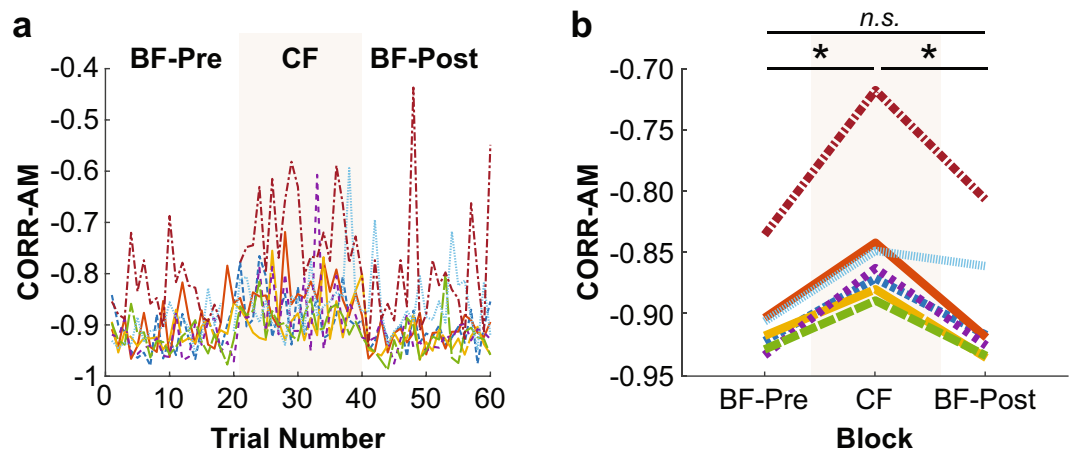 a
BF-Pre CF BF-Post
CORR-AM
-0.4
-0.5
-0.6
-0.7
-0.8
-0.9
-1
0 10 20 30 40 50 60
Trial Number
b
n.s.
* *
CORR-AM
-0.70
-0.75
-0.80
-0.85
-0.90
-0.95
BF-Pre CF BF-Post
Block